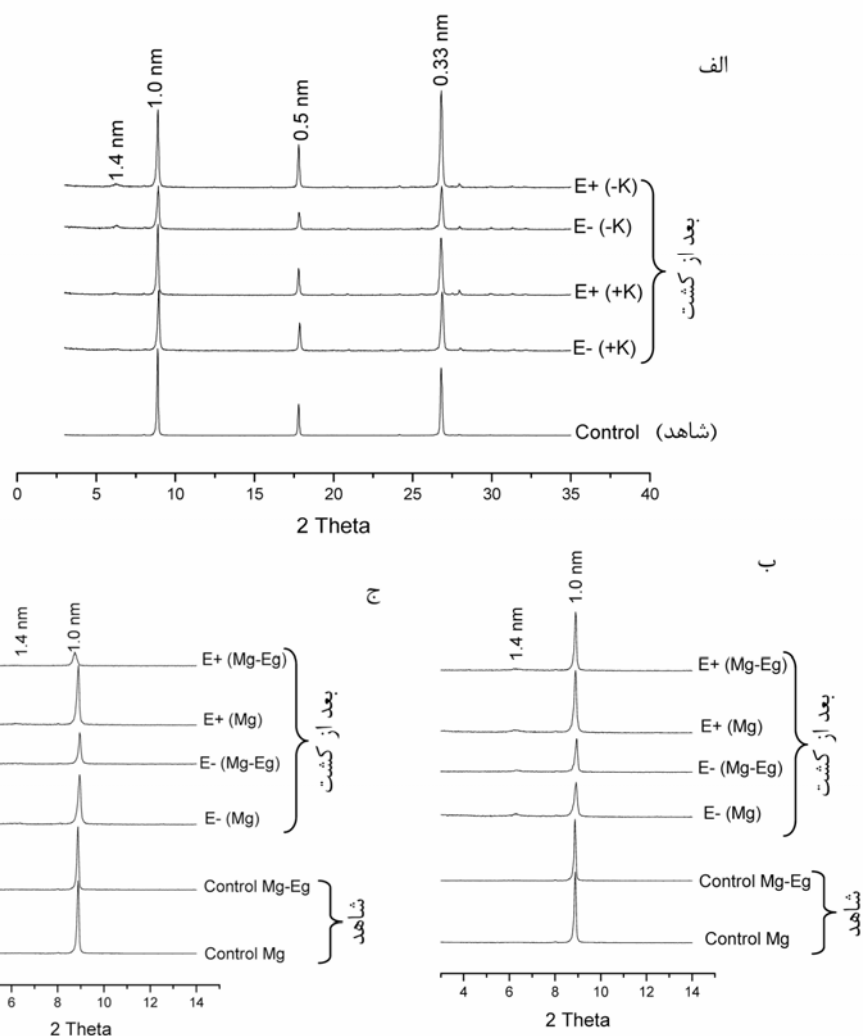 الف
1.4 nm
1.0 nm
0.5 nm
0.33 nm
E+ (-K)
E- (-K)
E+ (+K)
E- (+K)
بعد از کشت
Control (شاهد)
0 5 10 15 20 25 30 35 40
2 Theta
ب
1.4 nm
1.0 nm
E+ (Mg-Eg)
E+ (Mg)
E- (Mg-Eg)
E- (Mg)
بعد از کشت
Control Mg-Eg
Control Mg
شاهد
4 6 8 10 12 14
2 Theta
ج
1.4 nm
1.0 nm
E+ (Mg-Eg)
E+ (Mg)
E- (Mg-Eg)
E- (Mg)
بعد از کشت
Control Mg-Eg
Control Mg
شاهد
6 8 10 12 14
2 Theta